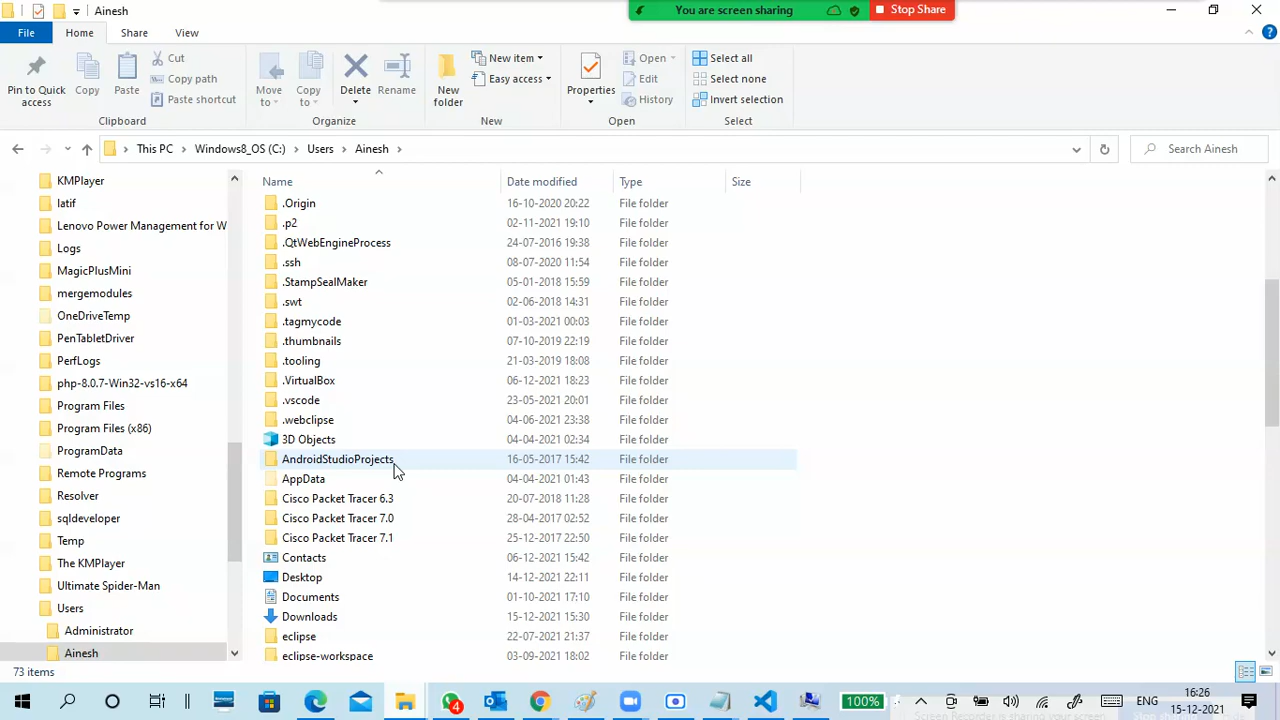 Ainesh
You are screen sharing
Stop Share
File Home Share View
Pin to Quick access
Copy
Paste
Cut
Copy path
Paste shortcut
Clipboard
Move to
Copy to
Delete
Rename
Organize
New folder
New item
Easy access
New
Properties
Open
Edit
History
Open
Select all
Select none
Invert selection
Select
This PC Windows8_OS (C:) Users Ainesh
Search Ainesh
KMPlayer
latif
Lenovo Power Management for W
Logs
MagicPlusMini
mergemodules
OneDriveTemp
PenTabletDriver
PerfLogs
php-8.0.7-Win32-vs16-x64
Program Files
Program Files (x86)
ProgramData
Remote Programs
Resolver
sqldeveloper
Temp
The KMPlayer
Ultimate Spider-Man
Users
Administrator
Ainesh
Name Date modified Type Size
.Origin 16-10-2020 20:22 File folder
.p2 02-11-2021 19:10 File folder
.QtWebEngineProcess 24-07-2016 19:38 File folder
.ssh 08-07-2020 11:54 File folder
.StampSealMaker 05-01-2018 15:59 File folder
.swt 02-06-2018 14:31 File folder
.tagmycode 01-03-2021 00:03 File folder
.thumbnails 07-10-2019 22:19 File folder
.tooling 21-03-2019 18:08 File folder
.VirtualBox 06-12-2021 18:23 File folder
.vscode 23-05-2021 20:01 File folder
.webclipse 04-06-2021 23:38 File folder
3D Objects 04-04-2021 02:34 File folder
AndroidStudioProjects 16-05-2017 15:42 File folder
AppData 04-04-2021 01:43 File folder
Cisco Packet Tracer 6.3 20-07-2018 11:28 File folder
Cisco Packet Tracer 7.0 28-04-2017 02:52 File folder
Cisco Packet Tracer 7.1 25-12-2017 22:50 File folder
Contacts 06-12-2021 15:42 File folder
Desktop 14-12-2021 22:11 File folder
Documents 01-10-2021 17:10 File folder
Downloads 15-12-2021 15:30 File folder
eclipse 22-07-2021 21:37 File folder
eclipse-workspace 03-09-2021 18:02 File folder
73 items
4
100%
ENG
16:26
15-12-2021